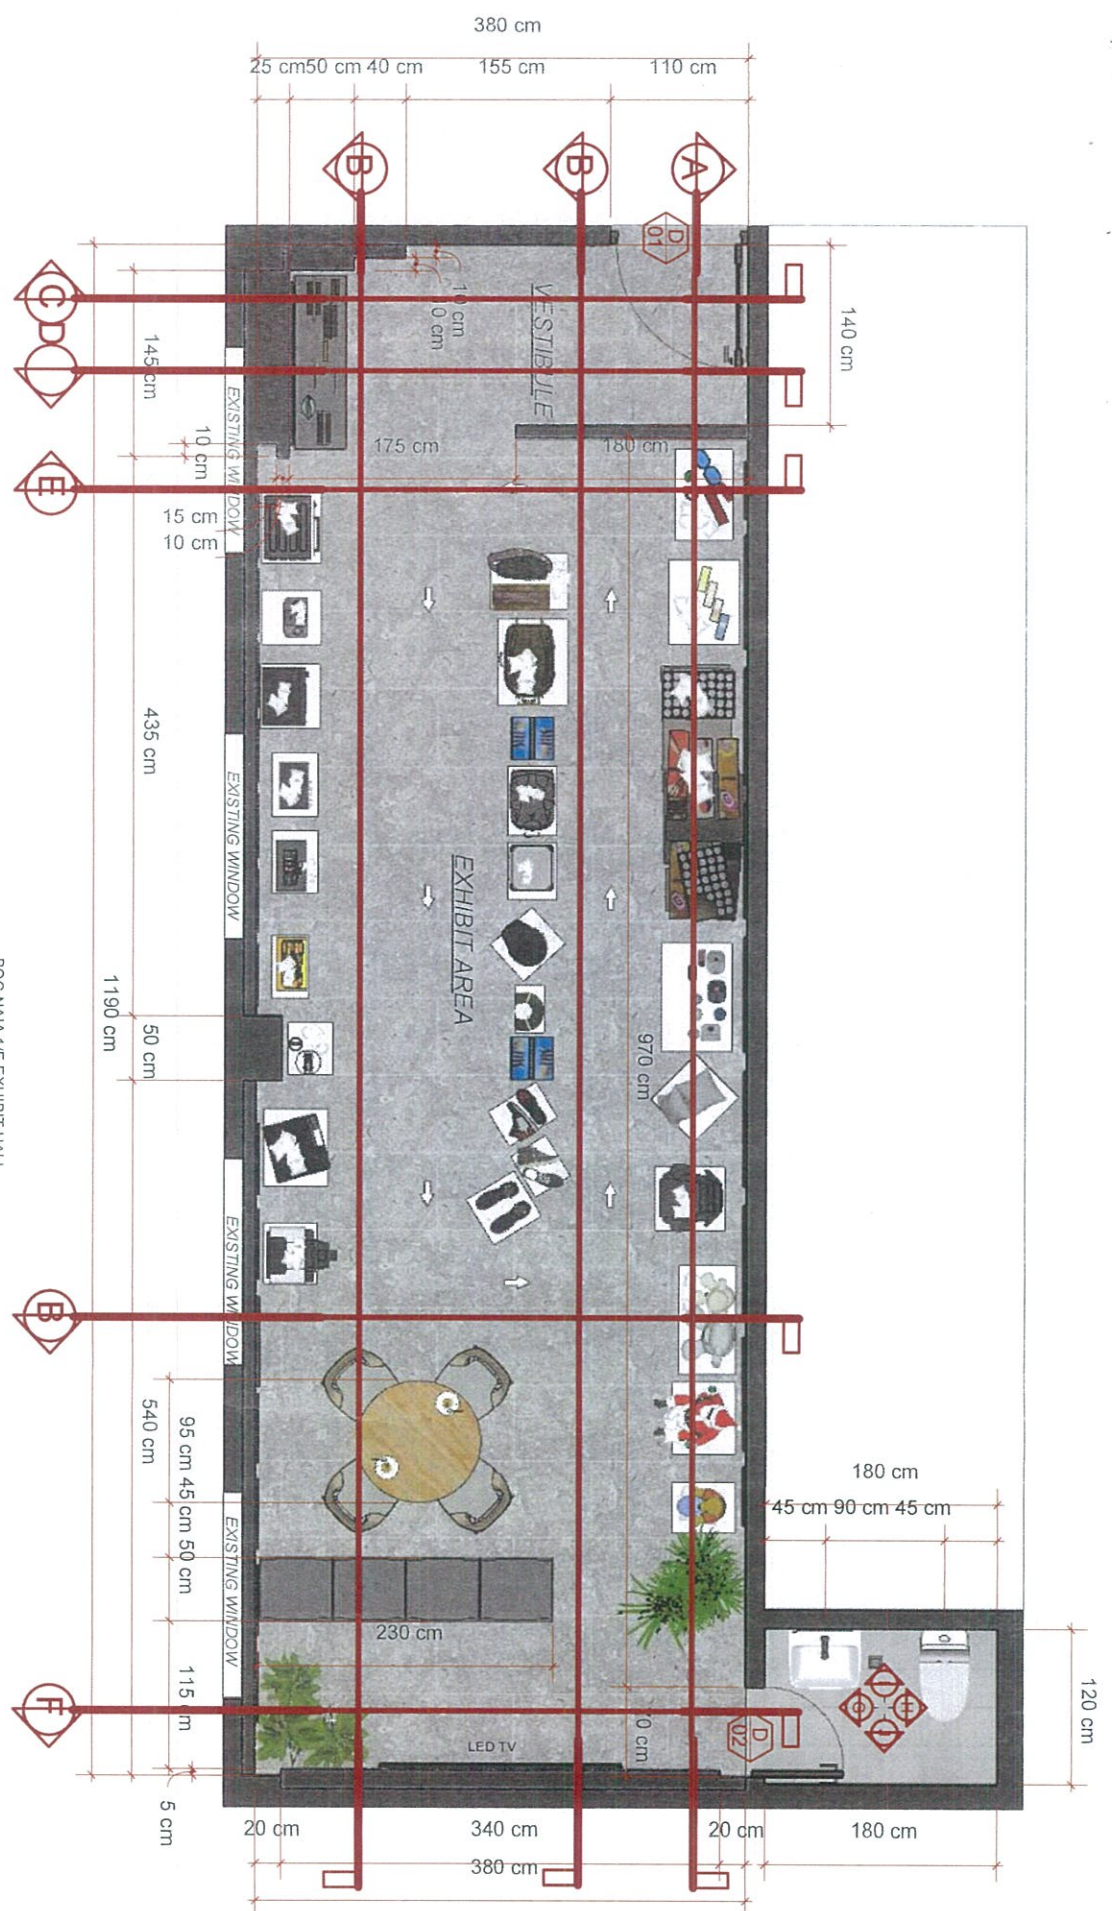 380 cm
25 cm50 cm 40 cm
155 cm
110 cm
B
B
A
D
01
C
D
E
140 cm
VESTIBULE
10 cm
145 cm
EXISTING WINDOW
10 cm
175 cm
180 cm
15 cm
10 cm
435 cm
EXISTING WINDOW
EXHIBIT AREA
1190 cm
50 cm
970 cm
EXISTING WINDOW
B
540 cm
95 cm 45 cm 50 cm
EXISTING WINDOW
180 cm
45 cm 90 cm 45 cm
230 cm
115 cm
F
LED TV
D
02
120 cm
5 cm
20 cm
340 cm
20 cm
180 cm
380 cm